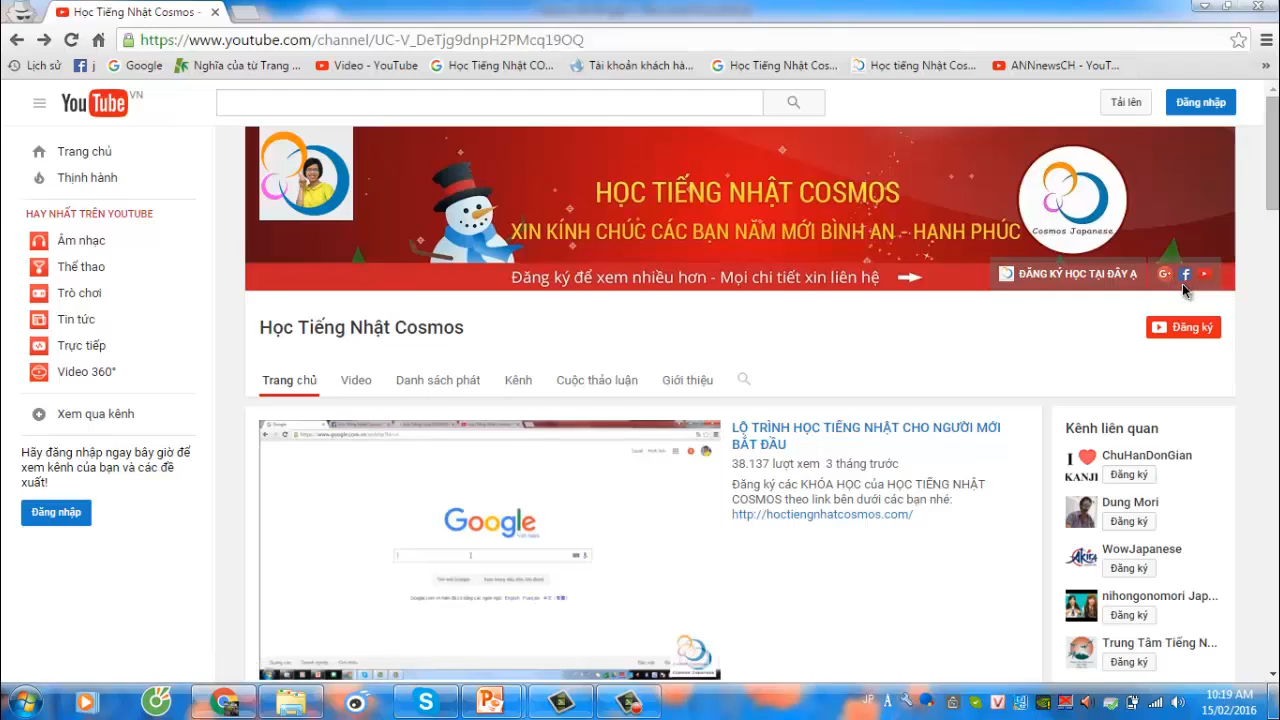 Học Tiếng Nhật Cosmos -
https://www.youtube.com/channel/UC-V_DeTjg9dnpH2PMcq19OQ
Lịch sử
j
Google
Nghĩa của từ Trang ...
Video - YouTube
Học Tiếng Nhật CO...
Tài khoản khách hà...
Học Tiếng Nhật Cos...
Học tiếng Nhật Cos...
ANNnewsCH - YouT...
»
YouTube VN
Tải lên
Đăng nhập
Trang chủ
Thịnh hành
HAY NHẤT TRÊN YOUTUBE
Âm nhạc
Thể thao
Trò chơi
Tin tức
Trực tiếp
Video 360°
Xem qua kênh
Hãy đăng nhập ngay bây giờ để
xem kênh của bạn và các đề
xuất!
Đăng nhập
HỌC TIẾNG NHẬT COSMOS
XIN KÍNH CHÚC CÁC BẠN NĂM MỚI BÌNH AN - HẠNH PHÚC
Cosmos Japanese
Đăng ký để xem nhiều hơn - Mọi chi tiết xin liên hệ
ĐĂNG KÝ HỌC TẠI ĐÂY Ạ
G+
f
Học Tiếng Nhật Cosmos
Đăng ký
Trang chủ
Video
Danh sách phát
Kênh
Cuộc thảo luận
Giới thiệu
Google
LỘ TRÌNH HỌC TIẾNG NHẬT CHO NGƯỜI MỚI
BẮT ĐẦU
38.137 lượt xem 3 tháng trước
Đăng ký các KHÓA HỌC của HỌC TIẾNG NHẬT
COSMOS theo link bên dưới các bạn nhé:
http://hoctiengnhatcosmos.com/
Kênh liên quan
I
KANJI
ChuHanDonGian
Đăng ký
Dung Mori
Đăng ký
Akira
WowJapanese
Đăng ký
nihongonomori Jap...
Đăng ký
Trung Tâm Tiếng N...
Đăng ký
JP
10:19 AM
15/02/2016